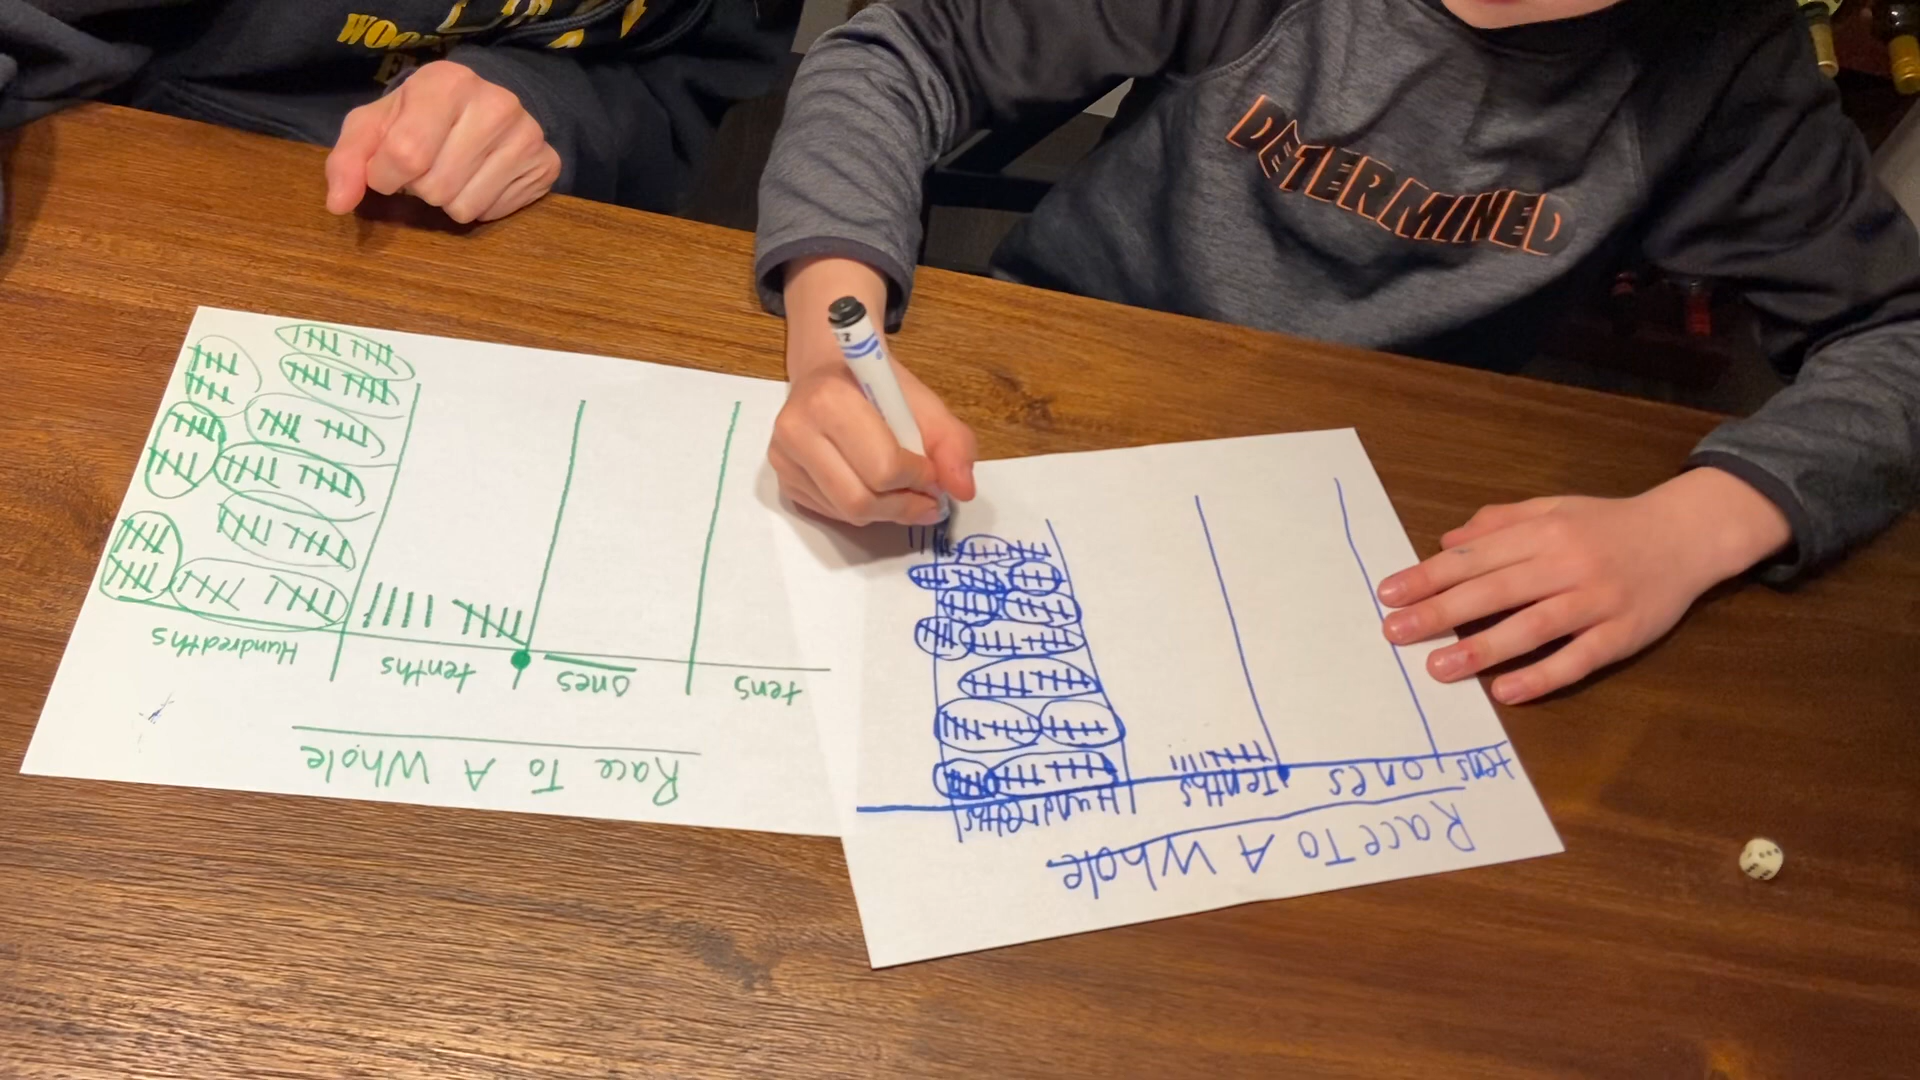 DETERMINED
Race To A Whole
tens ones tenths Hundredths
Race To A Whole
tens ones tenths Hundredths